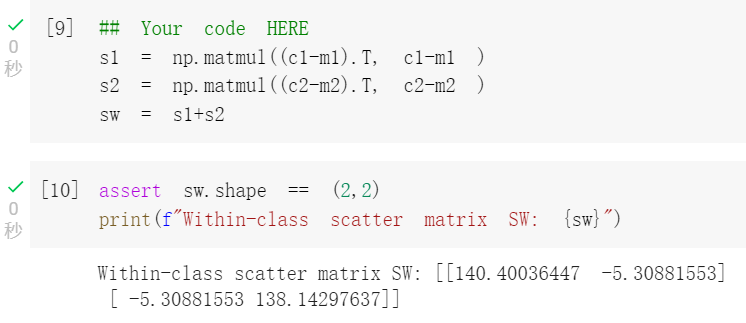 [9] ## Your code HERE
0
秒
s1 = np.matmul((c1-m1).T, c1-m1 )
s2 = np.matmul((c2-m2).T, c2-m2 )
sw = s1+s2
[10] assert sw.shape == (2,2)
0
秒
print(f"Within-class scatter matrix SW: {sw}")
Within-class scatter matrix SW: [[140.40036447 -5.30881553]
[ -5.30881553 138.14297637]]